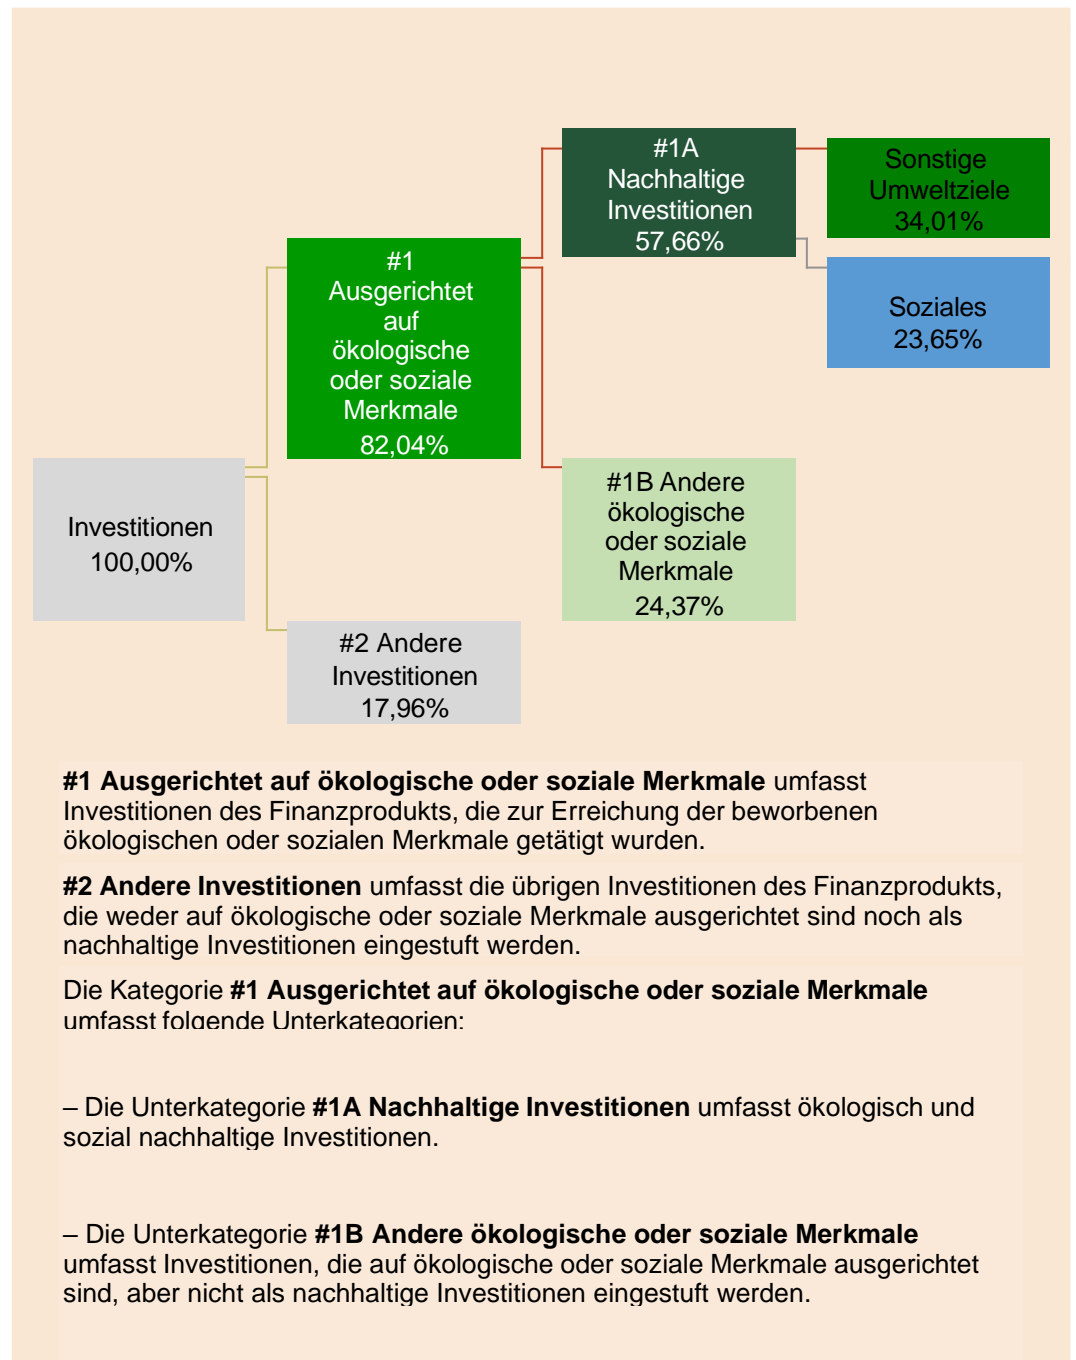 #1A
Nachhaltige
Investitionen
57,66%
Sonstige
Umweltziele
34,01%
#1
Ausgerichtet
auf
ökologische
oder soziale
Merkmale
82,04%
Soziales
23,65%
Investitionen
100,00%
#1B Andere
ökologische
oder soziale
Merkmale
24,37%
#2 Andere
Investitionen
17,96%
#1 Ausgerichtet auf ökologische oder soziale Merkmale umfasst
Investitionen des Finanzprodukts, die zur Erreichung der beworbenen
ökologischen oder sozialen Merkmale getätigt wurden.
#2 Andere Investitionen umfasst die übrigen Investitionen des Finanzprodukts,
die weder auf ökologische oder soziale Merkmale ausgerichtet sind noch als
nachhaltige Investitionen eingestuft werden.
Die Kategorie #1 Ausgerichtet auf ökologische oder soziale Merkmale
umfasst folgende Unterkategorien:
– Die Unterkategorie #1A Nachhaltige Investitionen umfasst ökologisch und
sozial nachhaltige Investitionen.
– Die Unterkategorie #1B Andere ökologische oder soziale Merkmale
umfasst Investitionen, die auf ökologische oder soziale Merkmale ausgerichtet
sind, aber nicht als nachhaltige Investitionen eingestuft werden.